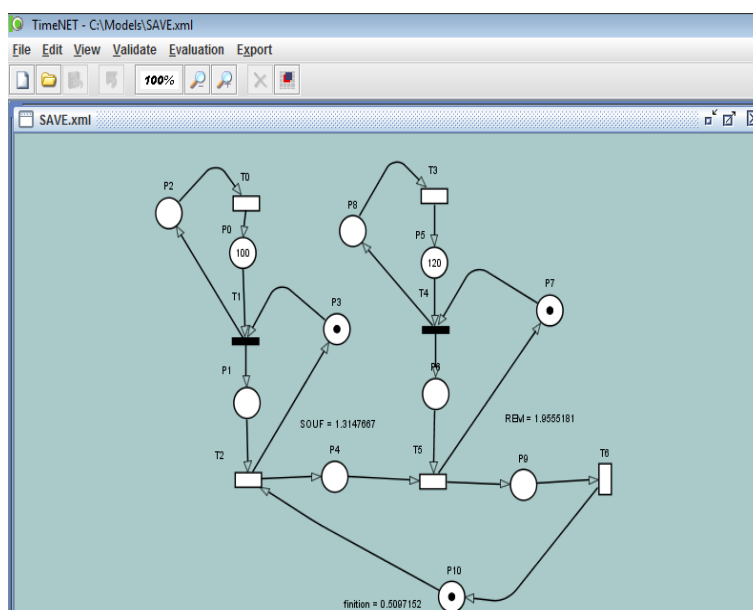 TimeNET - C:\Models\SAVE.xml
File Edit View Validate Evaluation Export
100%
SAVE.xml
T0
T3
P2
P8
P0
P5
100
120
T1
T4
P3
P7
P1
P6
SOUF = 1.3147667
REM = 1.9555181
T2
P4
T5
P9
T6
P10
finition = 0.5097152